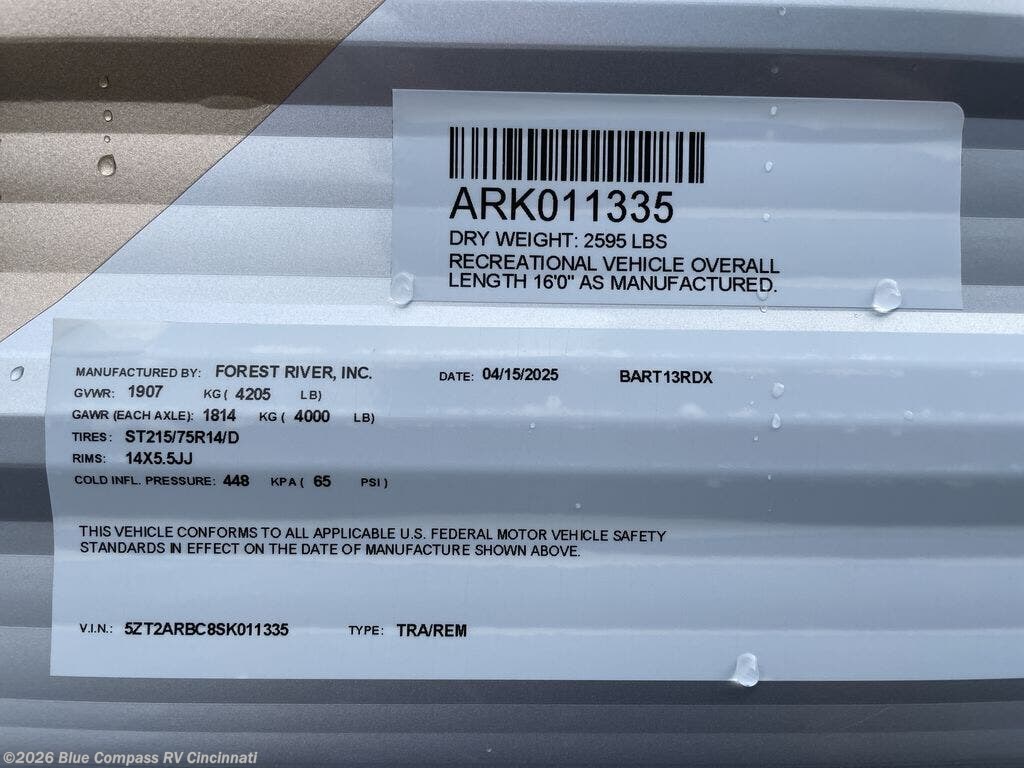 ARK011335
DRY WEIGHT: 2595 LBS
RECREATIONAL VEHICLE OVERALL
LENGTH 16'0" AS MANUFACTURED.
MANUFACTURED BY: FOREST RIVER, INC. DATE: 04/15/2025 BART13RDX
GVWR: 1907 KG ( 4205 LB)
GAWR (EACH AXLE): 1814 KG ( 4000 LB)
TIRES: ST215/75R14/D
RIMS: 14X5.5JJ
COLD INFL. PRESSURE: 448 KPA ( 65 PSI )
THIS VEHICLE CONFORMS TO ALL APPLICABLE U.S. FEDERAL MOTOR VEHICLE SAFETY
STANDARDS IN EFFECT ON THE DATE OF MANUFACTURE SHOWN ABOVE.
V.I.N.: 5ZT2ARBC8SK011335 TYPE: TRA/REM
©2026 Blue Compass RV Cincinnati